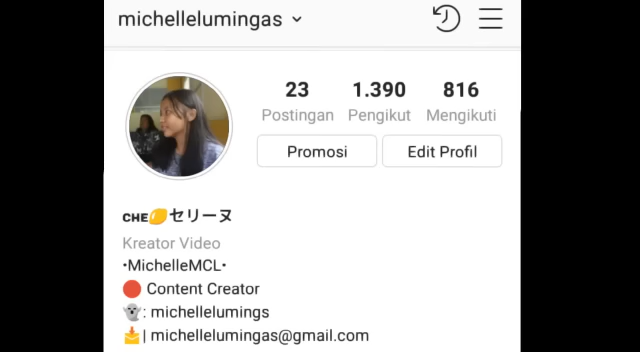 michellelumingas
23 1.390 816
Postingan Pengikut Mengikuti
Promosi Edit Profil
ᴄʜᴇ🍋セリーヌ
Kreator Video
•MichelleMCL•
🔴 Content Creator
👻: michellelumings
📩| michellelumingas@gmail.com